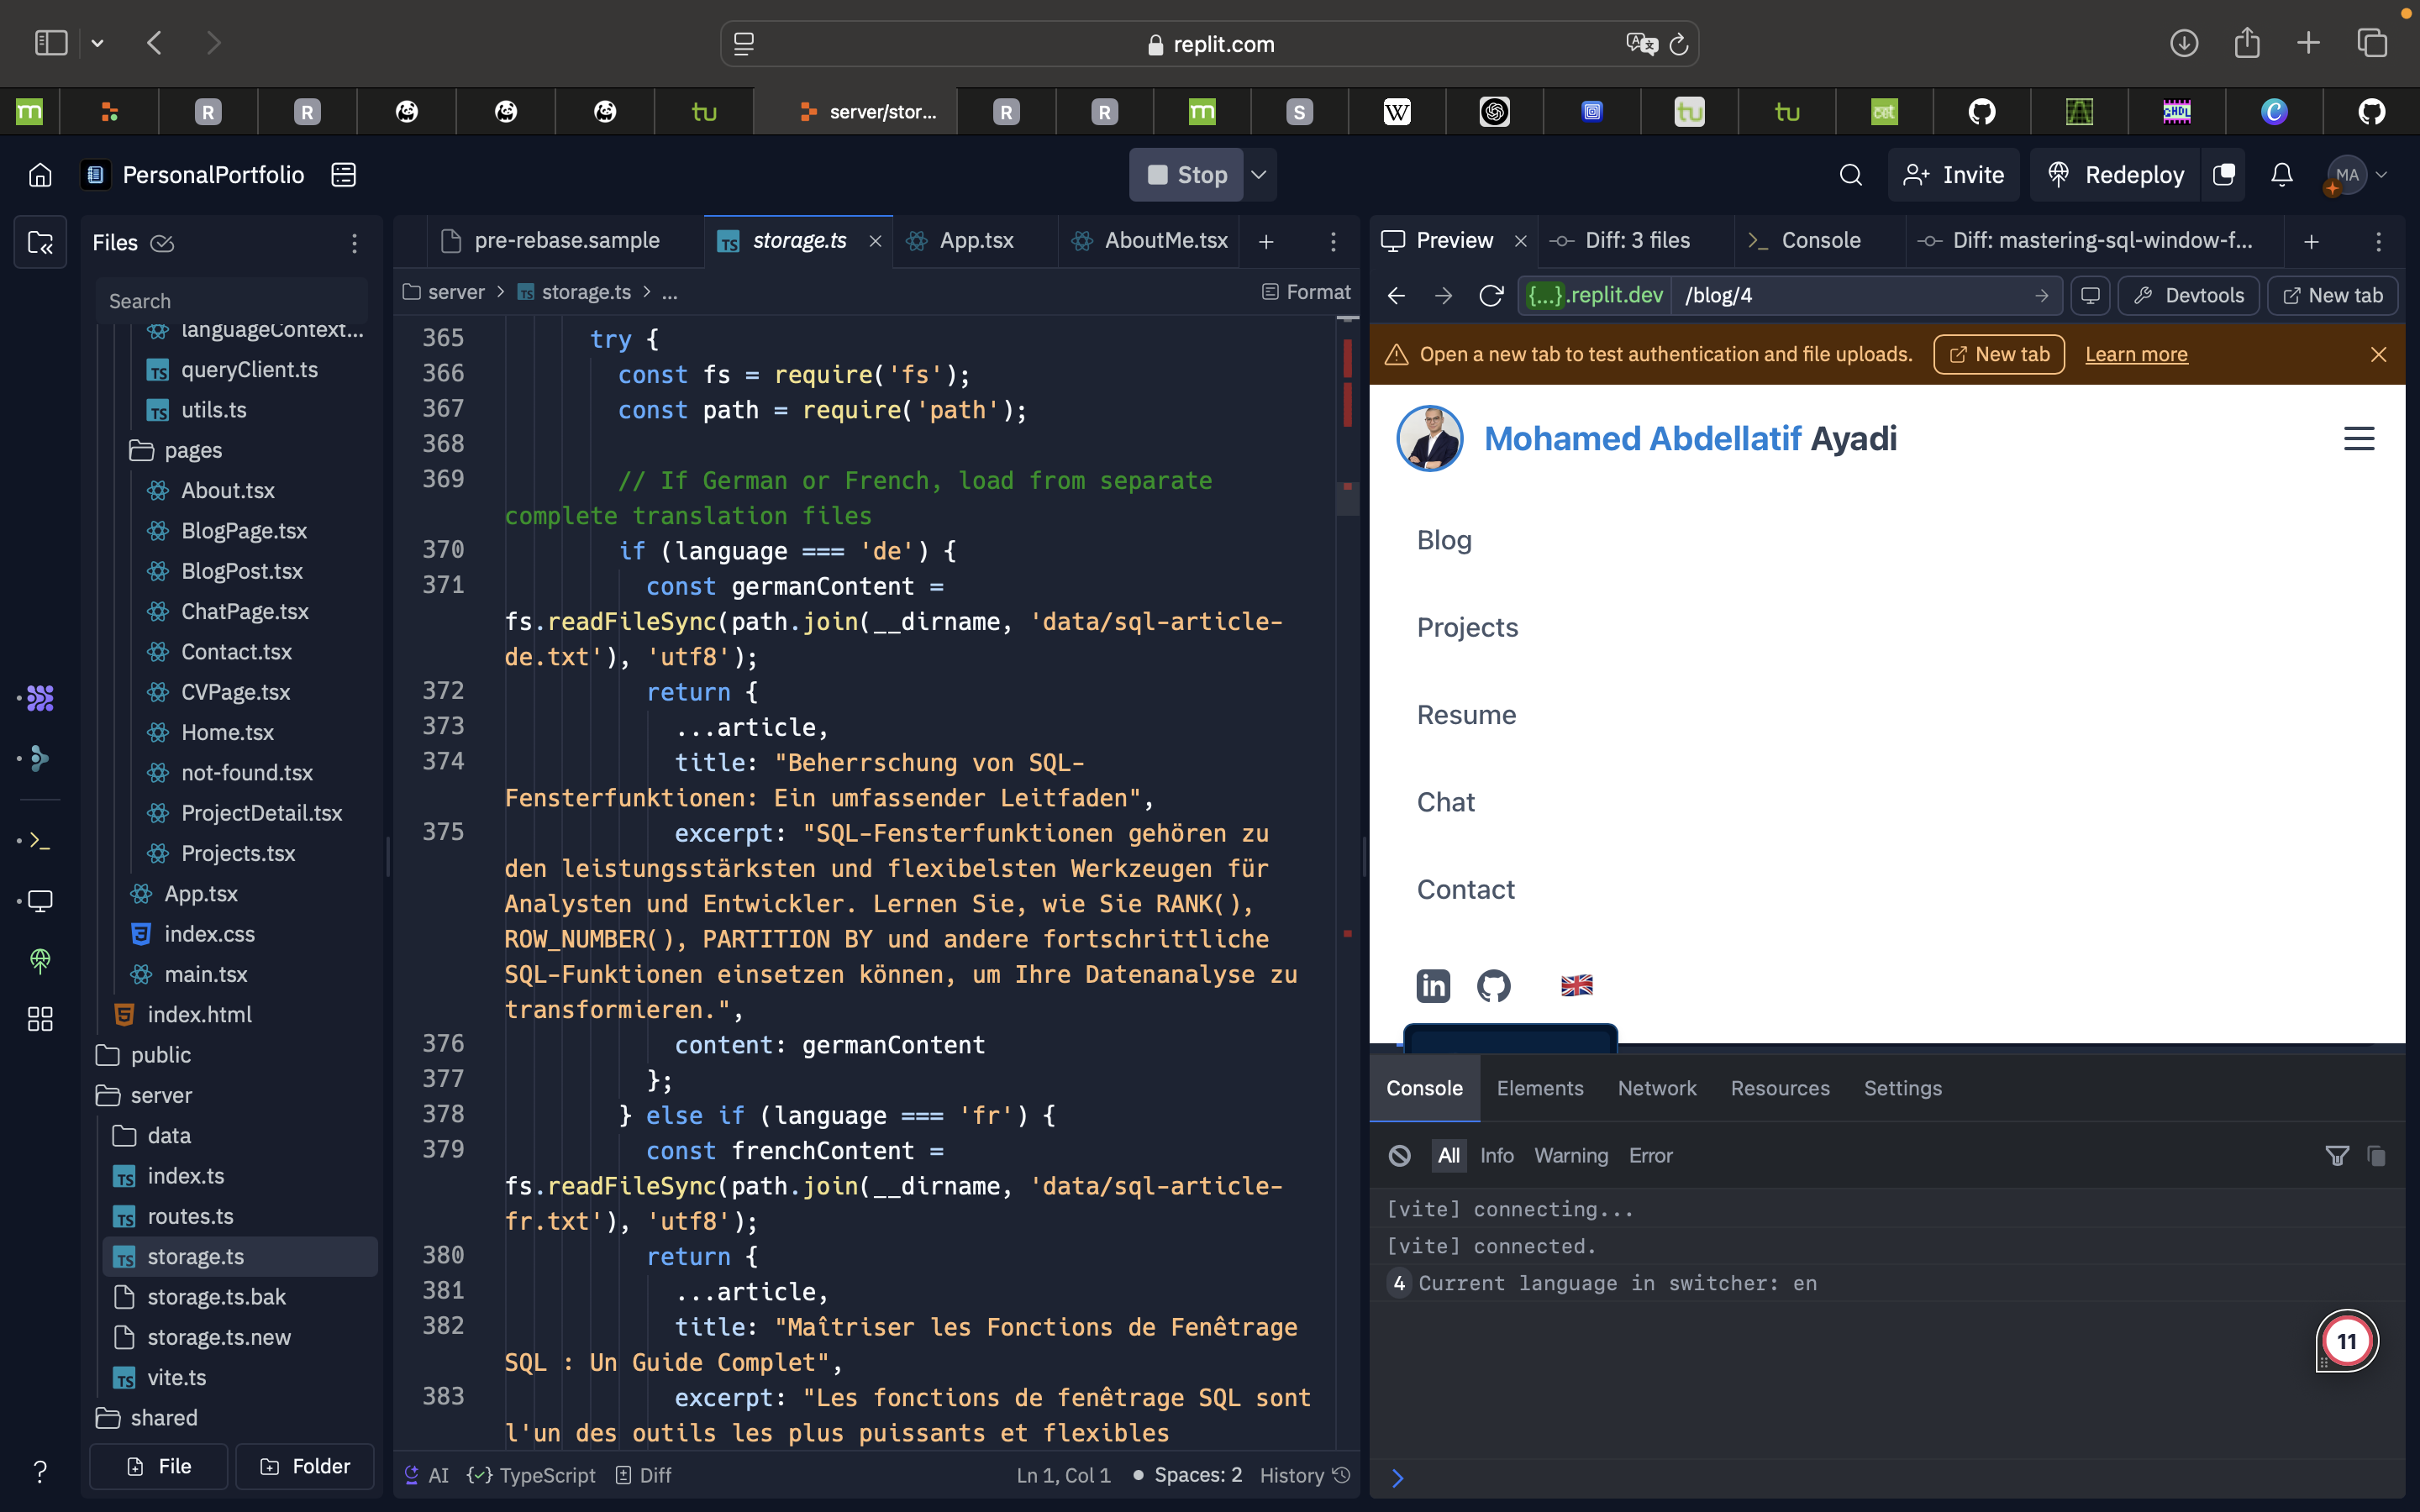 replit.com
server/stor...
PersonalPortfolio
Stop
Invite
Redeploy
MA
Files
Search
languageContext...
queryClient.ts
utils.ts
pages
About.tsx
BlogPage.tsx
BlogPost.tsx
ChatPage.tsx
Contact.tsx
CVPage.tsx
Home.tsx
not-found.tsx
ProjectDetail.tsx
Projects.tsx
App.tsx
index.css
main.tsx
index.html
public
server
data
index.ts
routes.ts
storage.ts
storage.ts.bak
storage.ts.new
vite.ts
shared
File
Folder
pre-rebase.sample
storage.ts
App.tsx
AboutMe.tsx
server > storage.ts > ...
Format
365 try {
366 const fs = require('fs');
367 const path = require('path');
368
369 // If German or French, load from separate
complete translation files
370 if (language === 'de') {
371 const germanContent =
fs.readFileSync(path.join(__dirname, 'data/sql-article-
de.txt'), 'utf8');
372 return {
373 ...article,
374 title: "Beherrschung von SQL-
Fensterfunktionen: Ein umfassender Leitfaden",
375 excerpt: "SQL-Fensterfunktionen gehören zu
den leistungsstärksten und flexibelsten Werkzeugen für
Analysten und Entwickler. Lernen Sie, wie Sie RANK(),
ROW_NUMBER(), PARTITION BY und andere fortschrittliche
SQL-Funktionen einsetzen können, um Ihre Datenanalyse zu
transformieren.",
376 content: germanContent
377 };
378 } else if (language === 'fr') {
379 const frenchContent =
fs.readFileSync(path.join(__dirname, 'data/sql-article-
fr.txt'), 'utf8');
380 return {
381 ...article,
382 title: "Maîtriser les Fonctions de Fenêtrage
SQL : Un Guide Complet",
383 excerpt: "Les fonctions de fenêtrage SQL sont
l'un des outils les plus puissants et flexibles
AI
TypeScript
Diff
Ln 1, Col 1
Spaces: 2
History
Preview
Diff: 3 files
Console
Diff: mastering-sql-window-f...
{...}.replit.dev
/blog/4
Devtools
New tab
Open a new tab to test authentication and file uploads.
New tab
Learn more
Mohamed Abdellatif Ayadi
Blog
Projects
Resume
Chat
Contact
Console
Elements
Network
Resources
Settings
All
Info
Warning
Error
[vite] connecting...
[vite] connected.
4 Current language in switcher: en
11